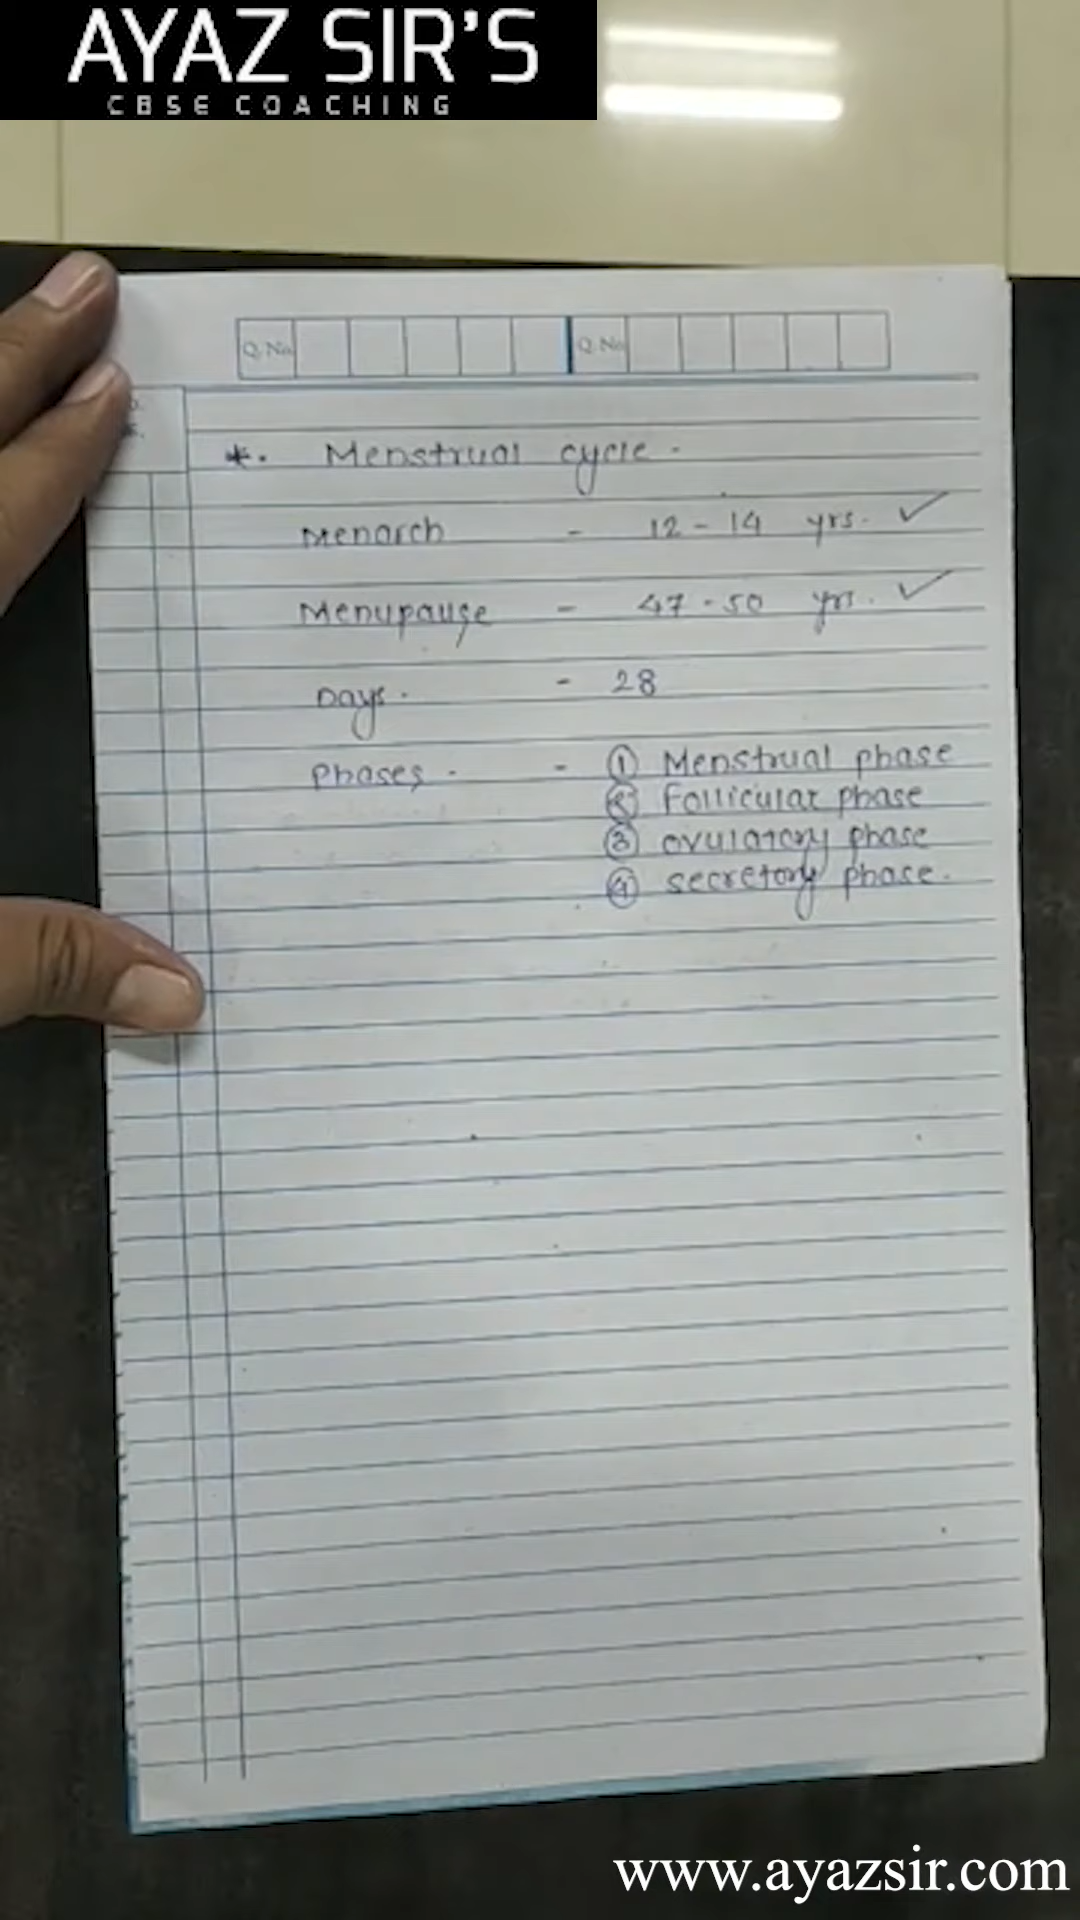 AYAZ SIR'S
CBSE COACHING
Q. No. Q. No.
*. Menstrual cycle.
Menarch - 12 - 14 yrs. ✓
Menupause - 47 - 50 yrs. ✓
Days. - 28
Phases. - ① Menstrual phase
② Follicular phase
③ ovulatory phase
④ secretory phase.
www.ayazsir.com